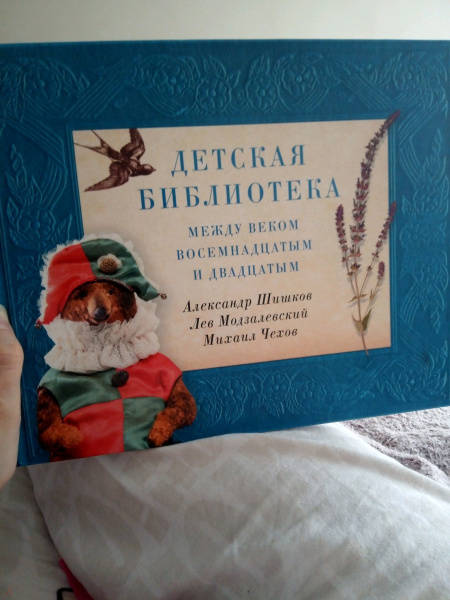 ДЕТСКАЯ
БИБЛИОТЕКА
МЕЖДУ ВЕКОМ
ВОСЕМНАДЦАТЫМ
И ДВАДЦАТЫМ
Александр Шишков
Лев Модзалевский
Михаил Чехов